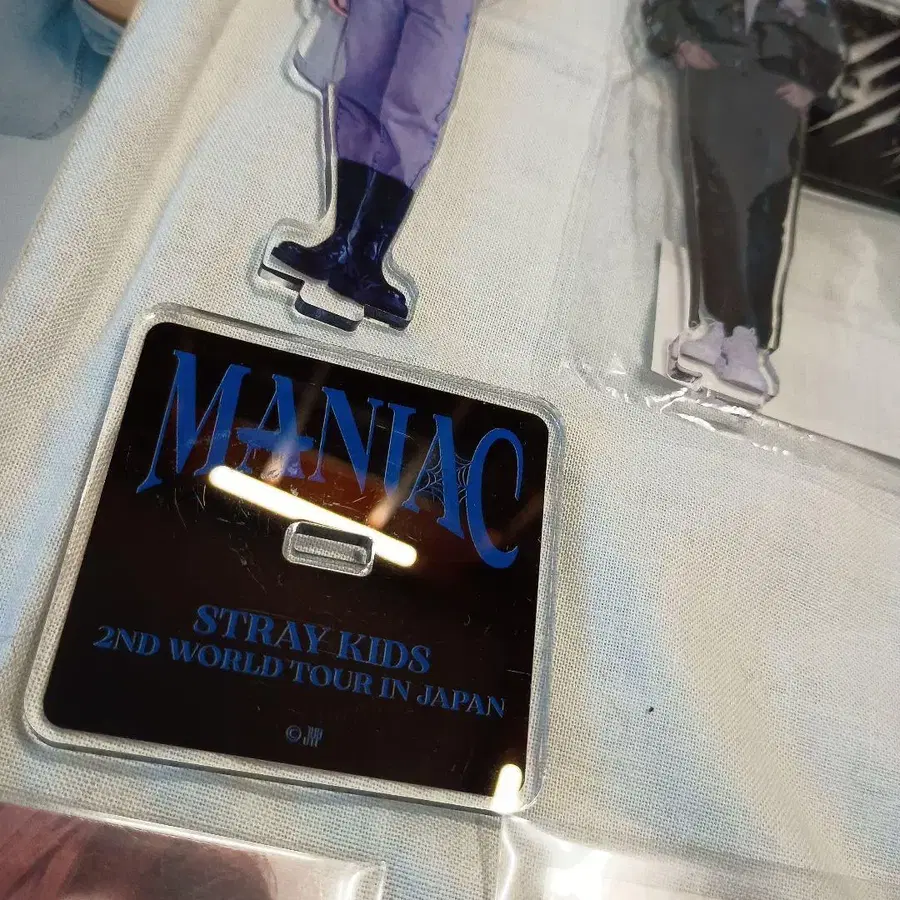 MANIAC
STRAY KIDS
2ND WORLD TOUR IN JAPAN
©JYP